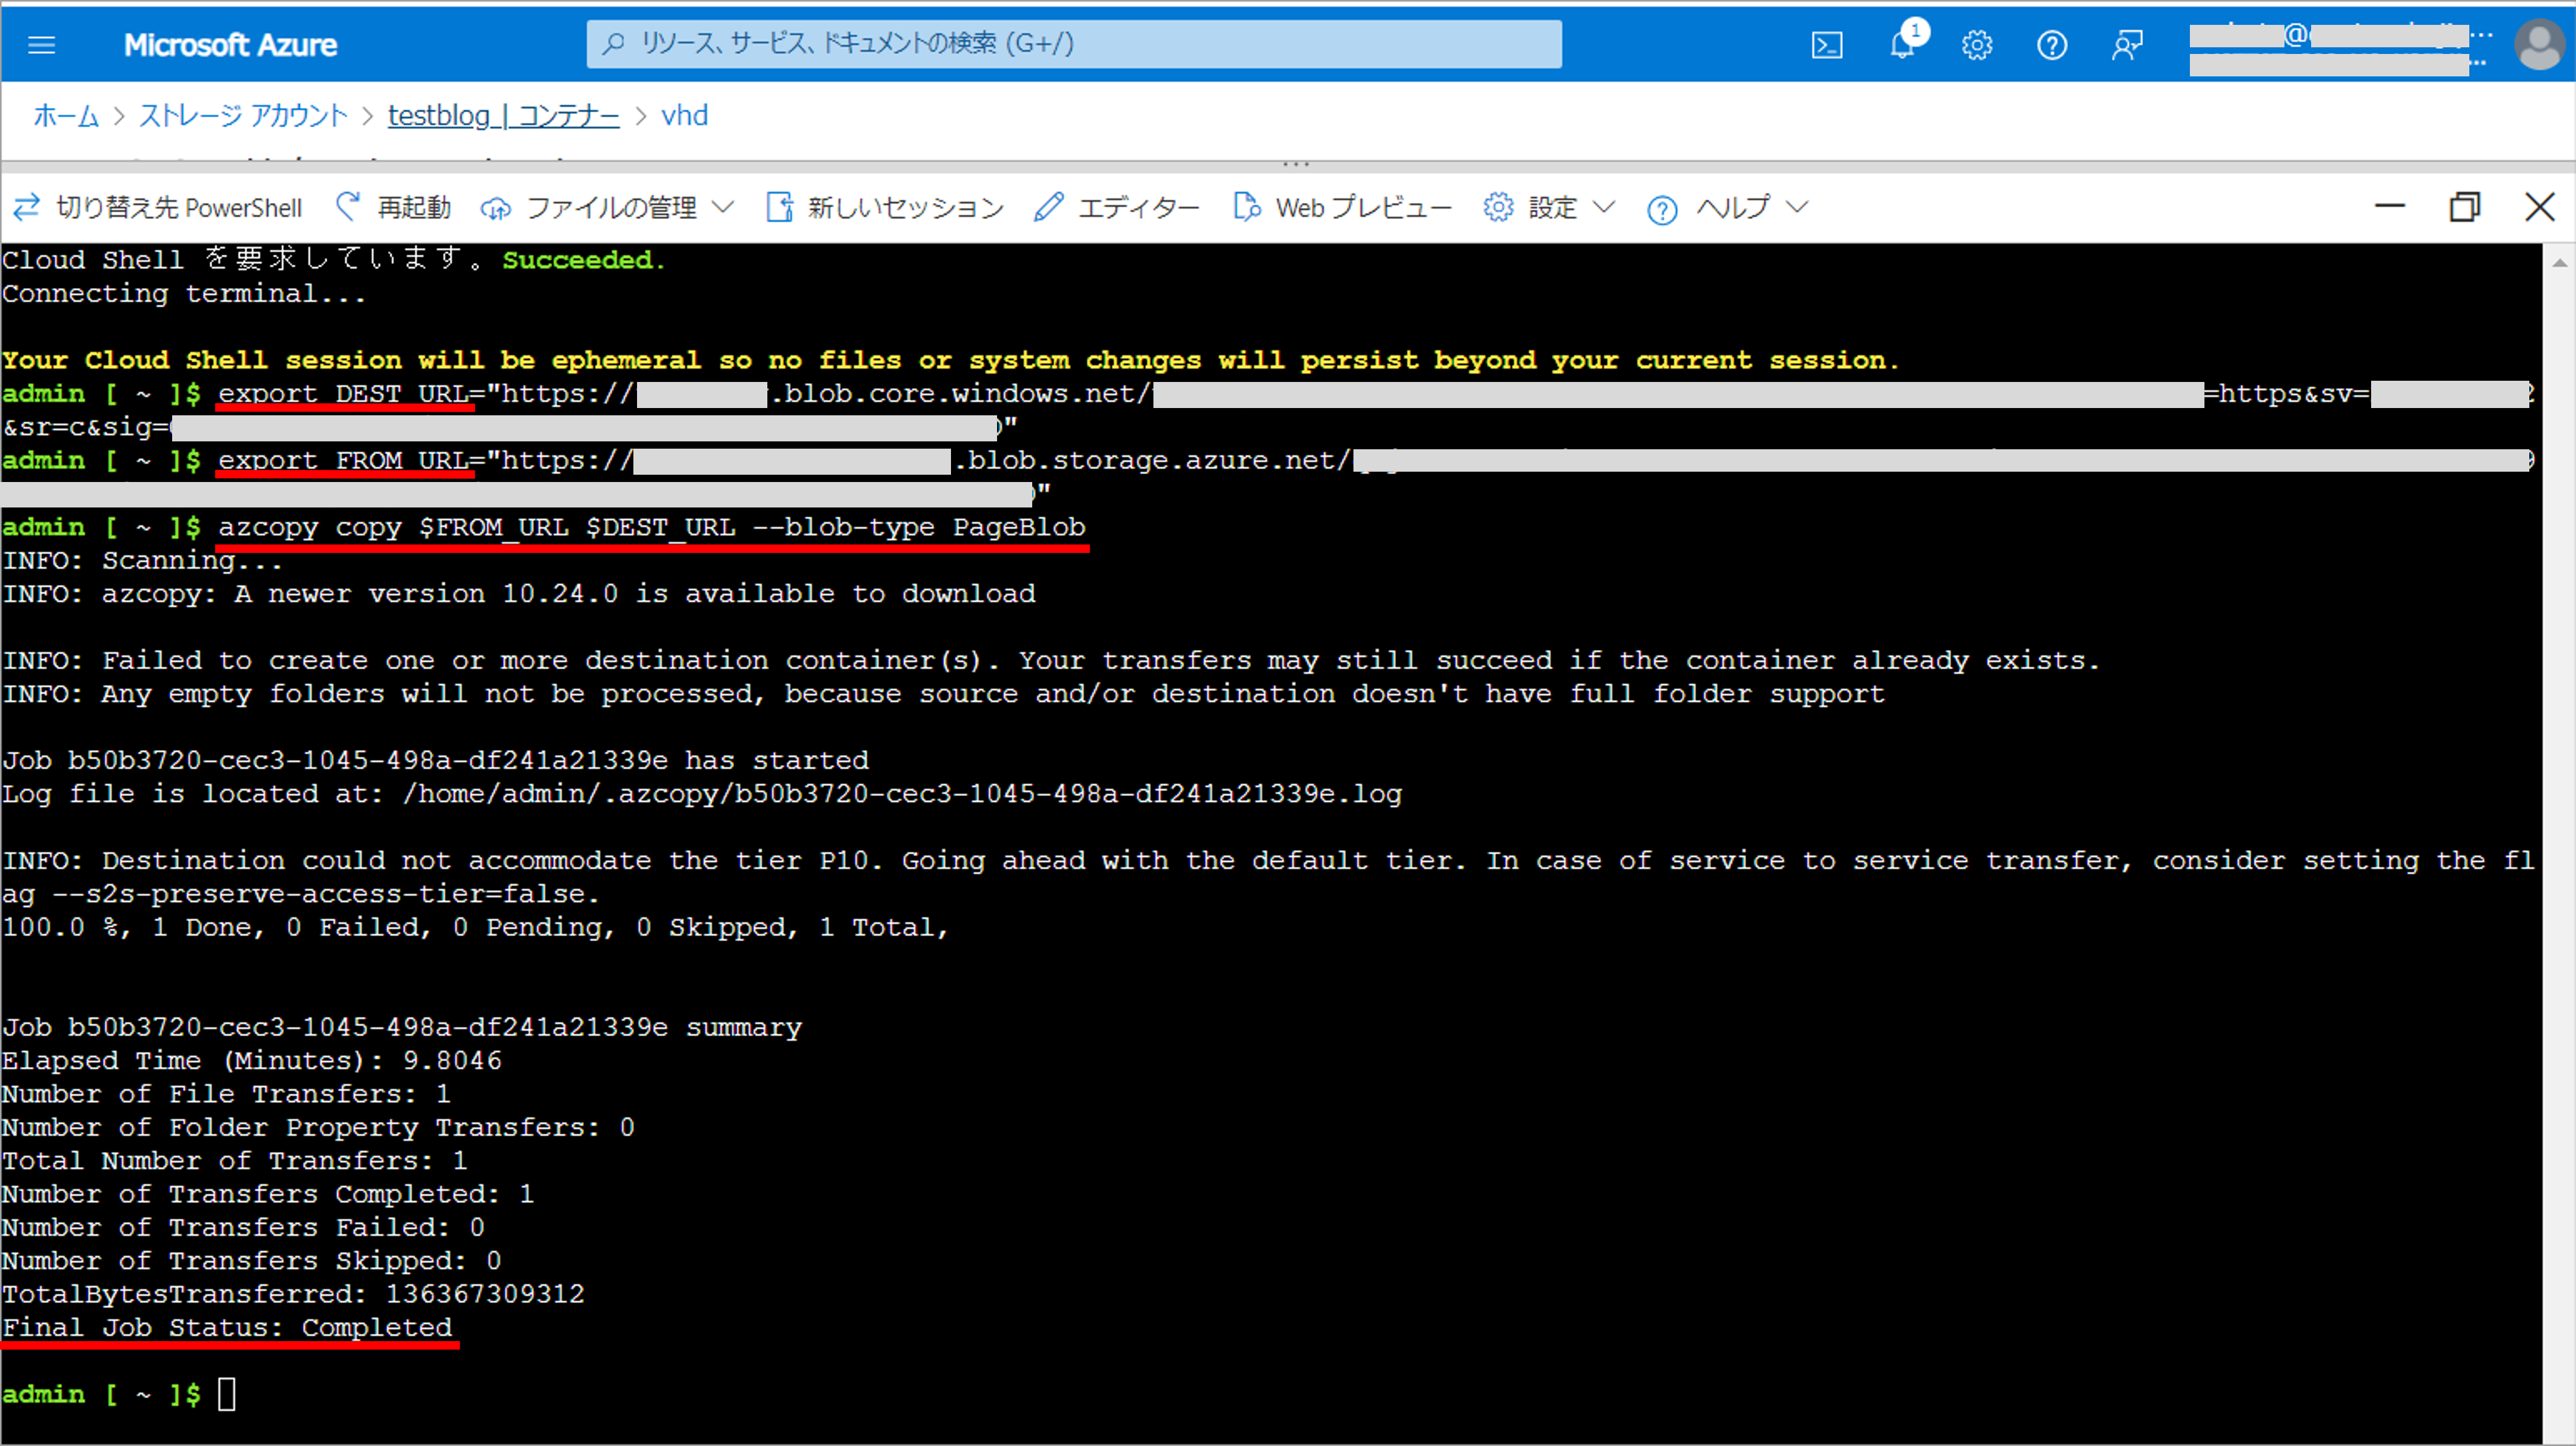 Microsoft Azure
リソース、サービス、ドキュメントの検索 (G+/)
1
@
...
ホーム > ストレージ アカウント > testblog | コンテナー > vhd
切り替え先 PowerShell 再起動 ファイルの管理 新しいセッション エディター Web プレビュー 設定 ヘルプ
Cloud Shell を要求しています。Succeeded.
Connecting terminal...
Your Cloud Shell session will be ephemeral so no files or system changes will persist beyond your current session.
admin [ ~ ]$ export DEST_URL="https:// .blob.core.windows.net/ =https&sv=
&sr=c&sig= "
admin [ ~ ]$ export FROM_URL="https:// .blob.storage.azure.net/
"
admin [ ~ ]$ azcopy copy $FROM_URL $DEST_URL --blob-type PageBlob
INFO: Scanning...
INFO: azcopy: A newer version 10.24.0 is available to download
INFO: Failed to create one or more destination container(s). Your transfers may still succeed if the container already exists.
INFO: Any empty folders will not be processed, because source and/or destination doesn't have full folder support
Job b50b3720-cec3-1045-498a-df241a21339e has started
Log file is located at: /home/admin/.azcopy/b50b3720-cec3-1045-498a-df241a21339e.log
INFO: Destination could not accommodate the tier P10. Going ahead with the default tier. In case of service to service transfer, consider setting the fl
ag --s2s-preserve-access-tier=false.
100.0 %, 1 Done, 0 Failed, 0 Pending, 0 Skipped, 1 Total,
Job b50b3720-cec3-1045-498a-df241a21339e summary
Elapsed Time (Minutes): 9.8046
Number of File Transfers: 1
Number of Folder Property Transfers: 0
Total Number of Transfers: 1
Number of Transfers Completed: 1
Number of Transfers Failed: 0
Number of Transfers Skipped: 0
TotalBytesTransferred: 136367309312
Final Job Status: Completed
admin [ ~ ]$